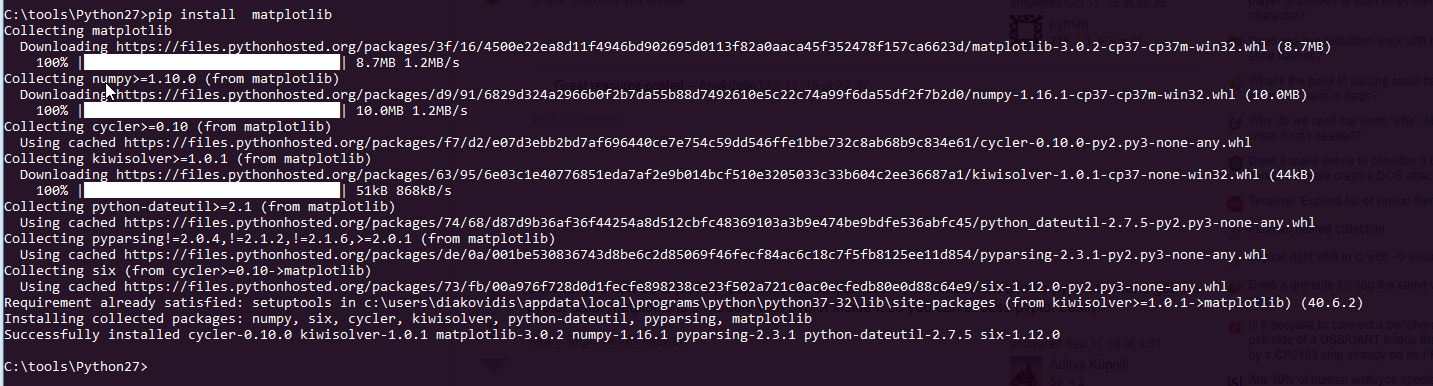 C:\tools\Python27>pip install  matplotlib
Collecting matplotlib
  Downloading https://files.pythonhosted.org/packages/3f/16/4500e22ea8d11f4946bd902695d0113f82a0aaca45f352478f157ca6623d/matplotlib-3.0.2-cp37-cp37m-win32.whl (8.7MB)
    100% |████████████████████████████████| 8.7MB 1.2MB/s
Collecting numpy>=1.10.0 (from matplotlib)
  Downloading https://files.pythonhosted.org/packages/d9/91/6829d324a2966b0f2b7da55b88d7492610e5c22c74a99f6da55df2f7b2d0/numpy-1.16.1-cp37-cp37m-win32.whl (10.0MB)
    100% |████████████████████████████████| 10.0MB 1.2MB/s
Collecting cycler>=0.10 (from matplotlib)
  Using cached https://files.pythonhosted.org/packages/f7/d2/e07d3ebb2bd7af696440ce7e754c59dd546ffe1bbe732c8ab68b9c834e61/cycler-0.10.0-py2.py3-none-any.whl
Collecting kiwisolver>=1.0.1 (from matplotlib)
  Downloading https://files.pythonhosted.org/packages/63/95/6e03c1e40776851eda7af2e9b014bcf510e3205033c33b604c2ee36687a1/kiwisolver-1.0.1-cp37-none-win32.whl (44kB)
    100% |████████████████████████████████| 51kB 868kB/s
Collecting python-dateutil>=2.1 (from matplotlib)
  Using cached https://files.pythonhosted.org/packages/74/68/d87d9b36af36f44254a8d512cbfc48369103a3b9e474be9bdfe536abfc45/python_dateutil-2.7.5-py2.py3-none-any.whl
Collecting pyparsing!=2.0.4,!=2.1.2,!=2.1.6,>=2.0.1 (from matplotlib)
  Using cached https://files.pythonhosted.org/packages/de/0a/001be530836743d8be6c2d85069f46fecf84ac6c18c7f5fb8125ee11d854/pyparsing-2.3.1-py2.py3-none-any.whl
Collecting six (from cycler>=0.10->matplotlib)
  Using cached https://files.pythonhosted.org/packages/73/fb/00a976f728d0d1fecfe898238ce23f502a721c0ac0ecfedb80e0d88c64e9/six-1.12.0-py2.py3-none-any.whl
Requirement already satisfied: setuptools in c:\users\diakovidis\appdata\local\programs\python\python37-32\lib\site-packages (from kiwisolver>=1.0.1->matplotlib) (40.6.2)
Installing collected packages: numpy, six, cycler, kiwisolver, python-dateutil, pyparsing, matplotlib
Successfully installed cycler-0.10.0 kiwisolver-1.0.1 matplotlib-3.0.2 numpy-1.16.1 pyparsing-2.3.1 python-dateutil-2.7.5 six-1.12.0
C:\tools\Python27>
pyman
answered Sep 11 '18 at 3:51
Aditya Kuppili